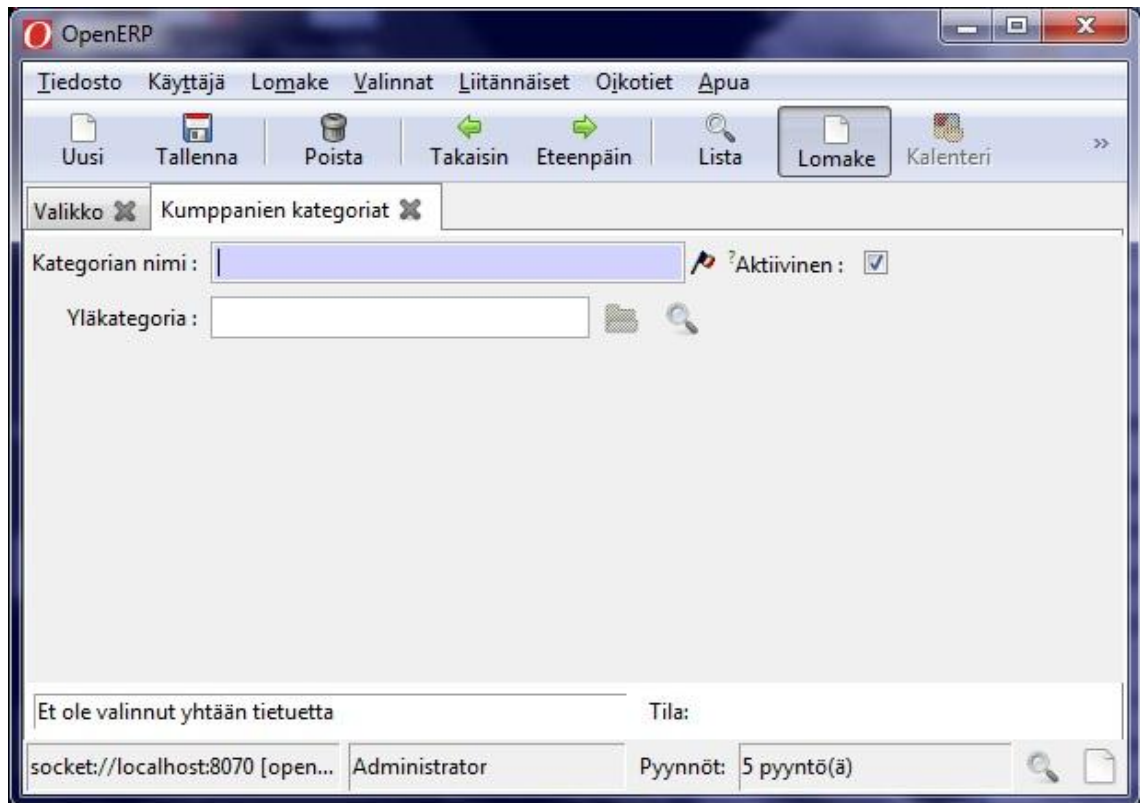 OpenERP
Tiedosto Käyttäjä Lomake Valinnat Liitännäiset Oikotiet Apua
Uusi Tallenna Poista Takaisin Eteenpäin Lista Lomake Kalenteri »
Valikko Kumppanien kategoriat
Kategorian nimi : ? Aktiivinen :
Yläkategoria :
Et ole valinnut yhtään tietuetta Tila:
socket://localhost:8070 [open... Administrator Pyynnöt: 5 pyyntö(ä)